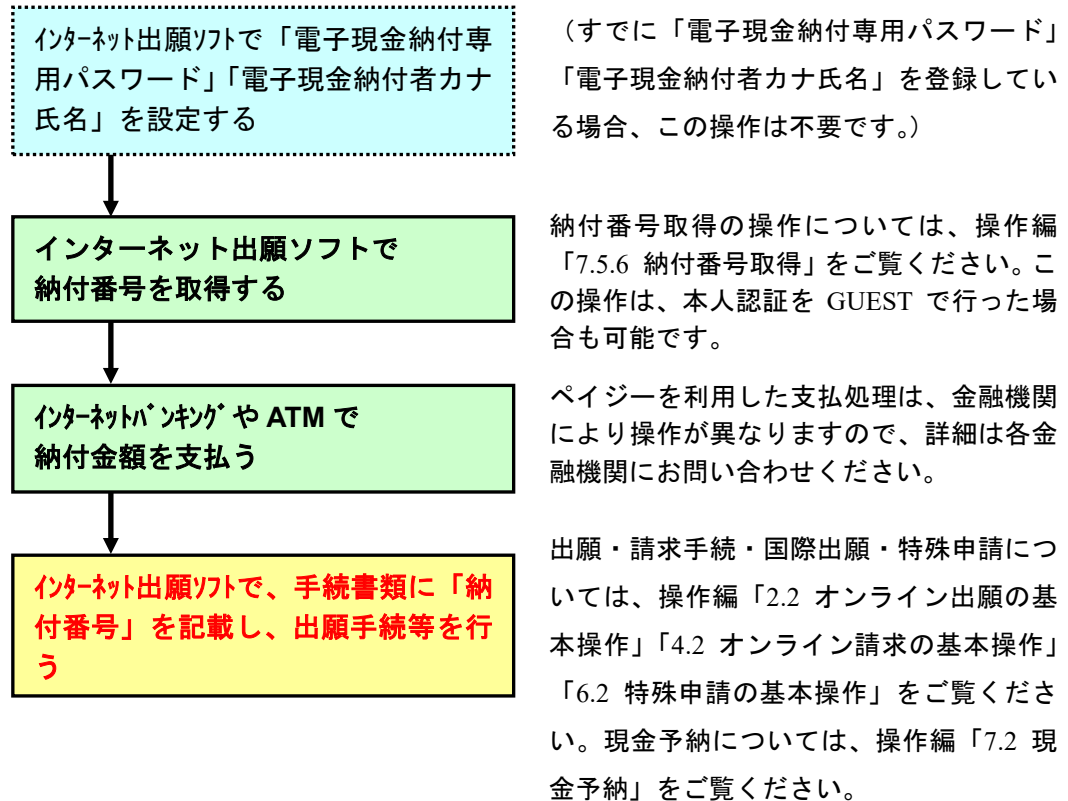 ｲﾝﾀｰﾈｯﾄ出願ｿﾌﾄで「電子現金納付専
用パスワード」「電子現金納付者カナ
氏名」を設定する
（すでに「電子現金納付専用パスワード」
「電子現金納付者カナ氏名」を登録してい
る場合、この操作は不要です。）
インターネット出願ソフトで
納付番号を取得する
納付番号取得の操作については、操作編
「7.5.6 納付番号取得」をご覧ください。こ
の操作は、本人認証を GUEST で行った場
合も可能です。
ｲﾝﾀｰﾈｯﾄﾊﾞﾝｷﾝｸﾞや ATM で
納付金額を支払う
ペイジーを利用した支払処理は、金融機関
により操作が異なりますので、詳細は各金
融機関にお問い合わせください。
ｲﾝﾀｰﾈｯﾄ出願ｿﾌﾄで、手続書類に「納
付番号」を記載し、出願手続等を行
う
出願・請求手続・国際出願・特殊申請につ
いては、操作編「2.2 オンライン出願の基
本操作」「4.2 オンライン請求の基本操作」
「6.2 特殊申請の基本操作」をご覧くださ
い。現金予納については、操作編「7.2 現
金予納」をご覧ください。